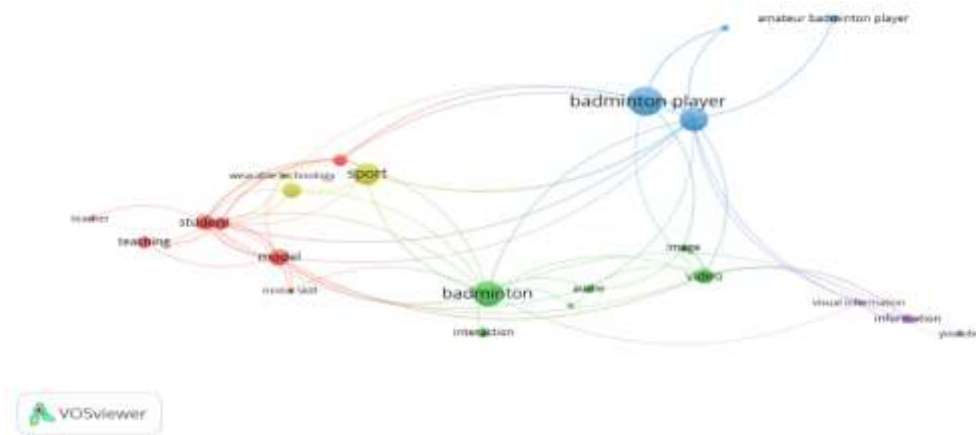 amateur badminton player
badminton player
wearable technology
sport
teacher
student
teaching
model
motor skill
image
video
badminton
audio
visual information
information
interaction
VOSviewer